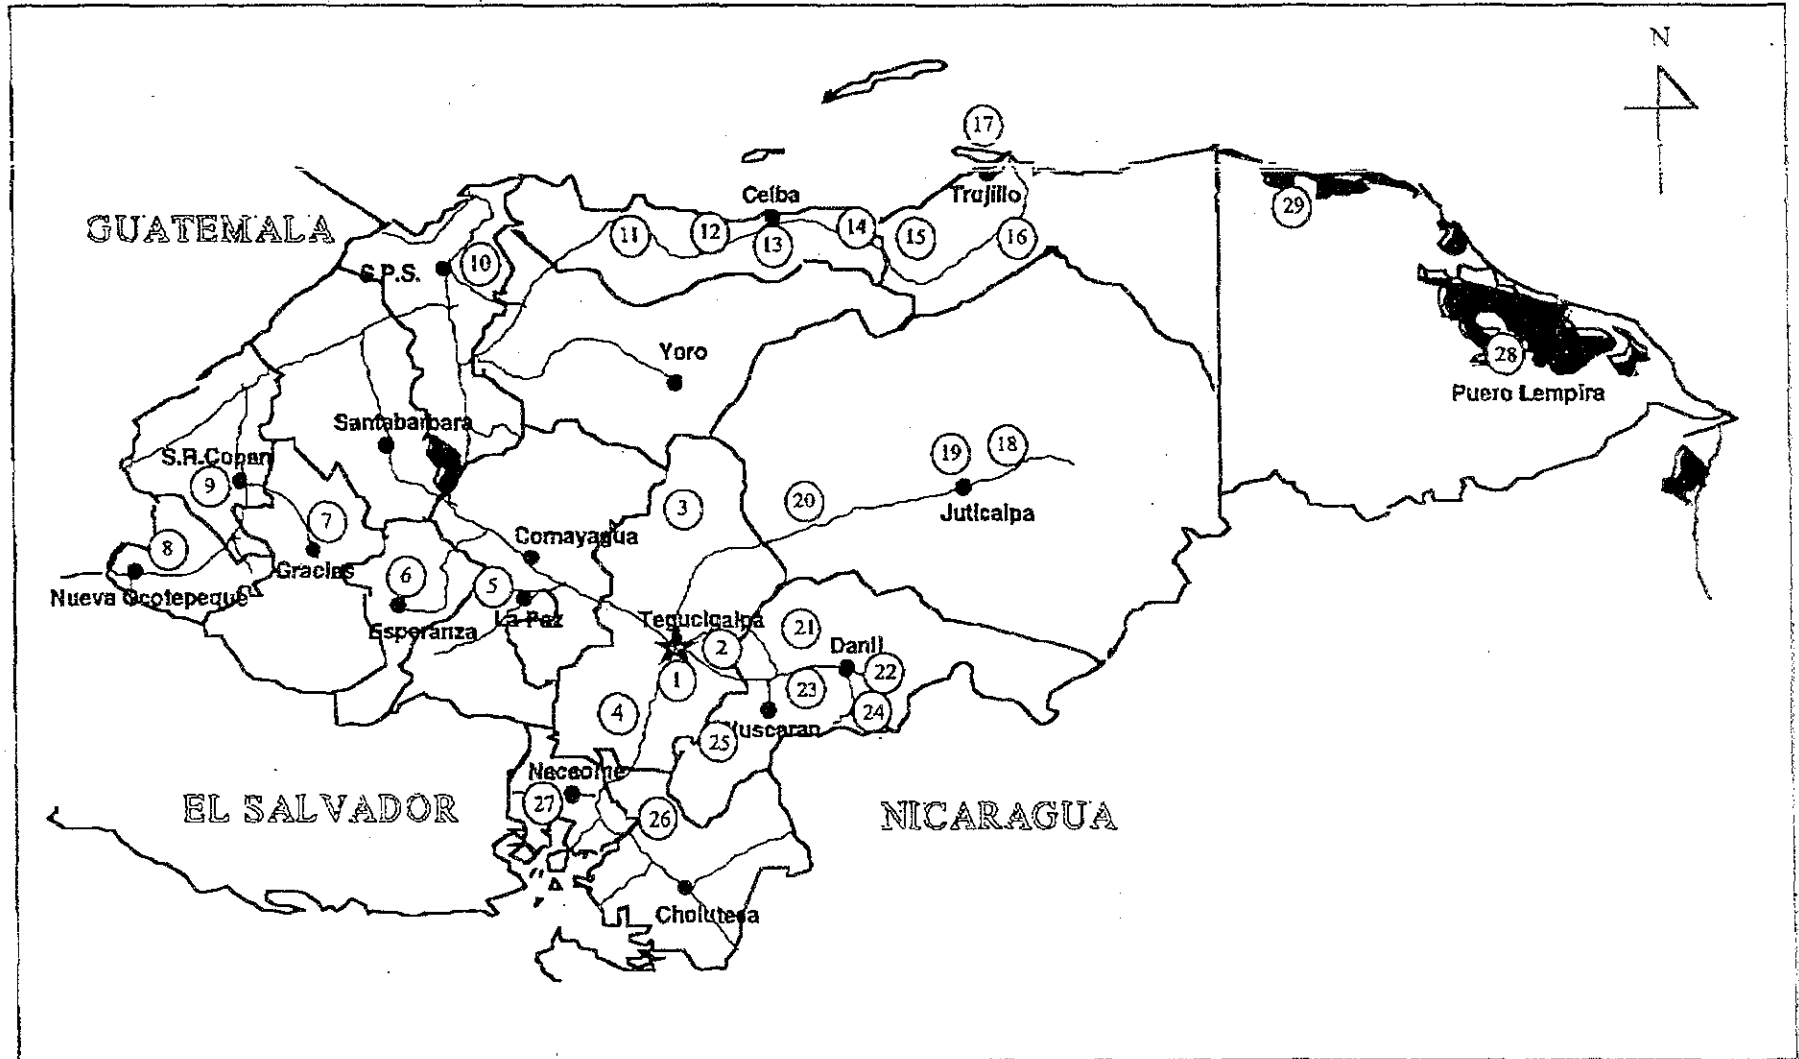 N
17
Ceiba
Trujillo
GUATEMALA
29
11
12
13
14
15
16
10
S.P.S.
28
Yoro
Puero Lempira
Santabarbara
19
18
S.R.Copan
9
20
3
7
Juticalpa
Comayagua
8
Gracias
6
5
Nueva Ocotepeque
La Paz
Esperanza
Tegucigalpa
21
2
Danli
22
1
23
4
24
25
Yuscaran
Nacaome
27
EL SALVADOR
26
NICARAGUA
Choluteca